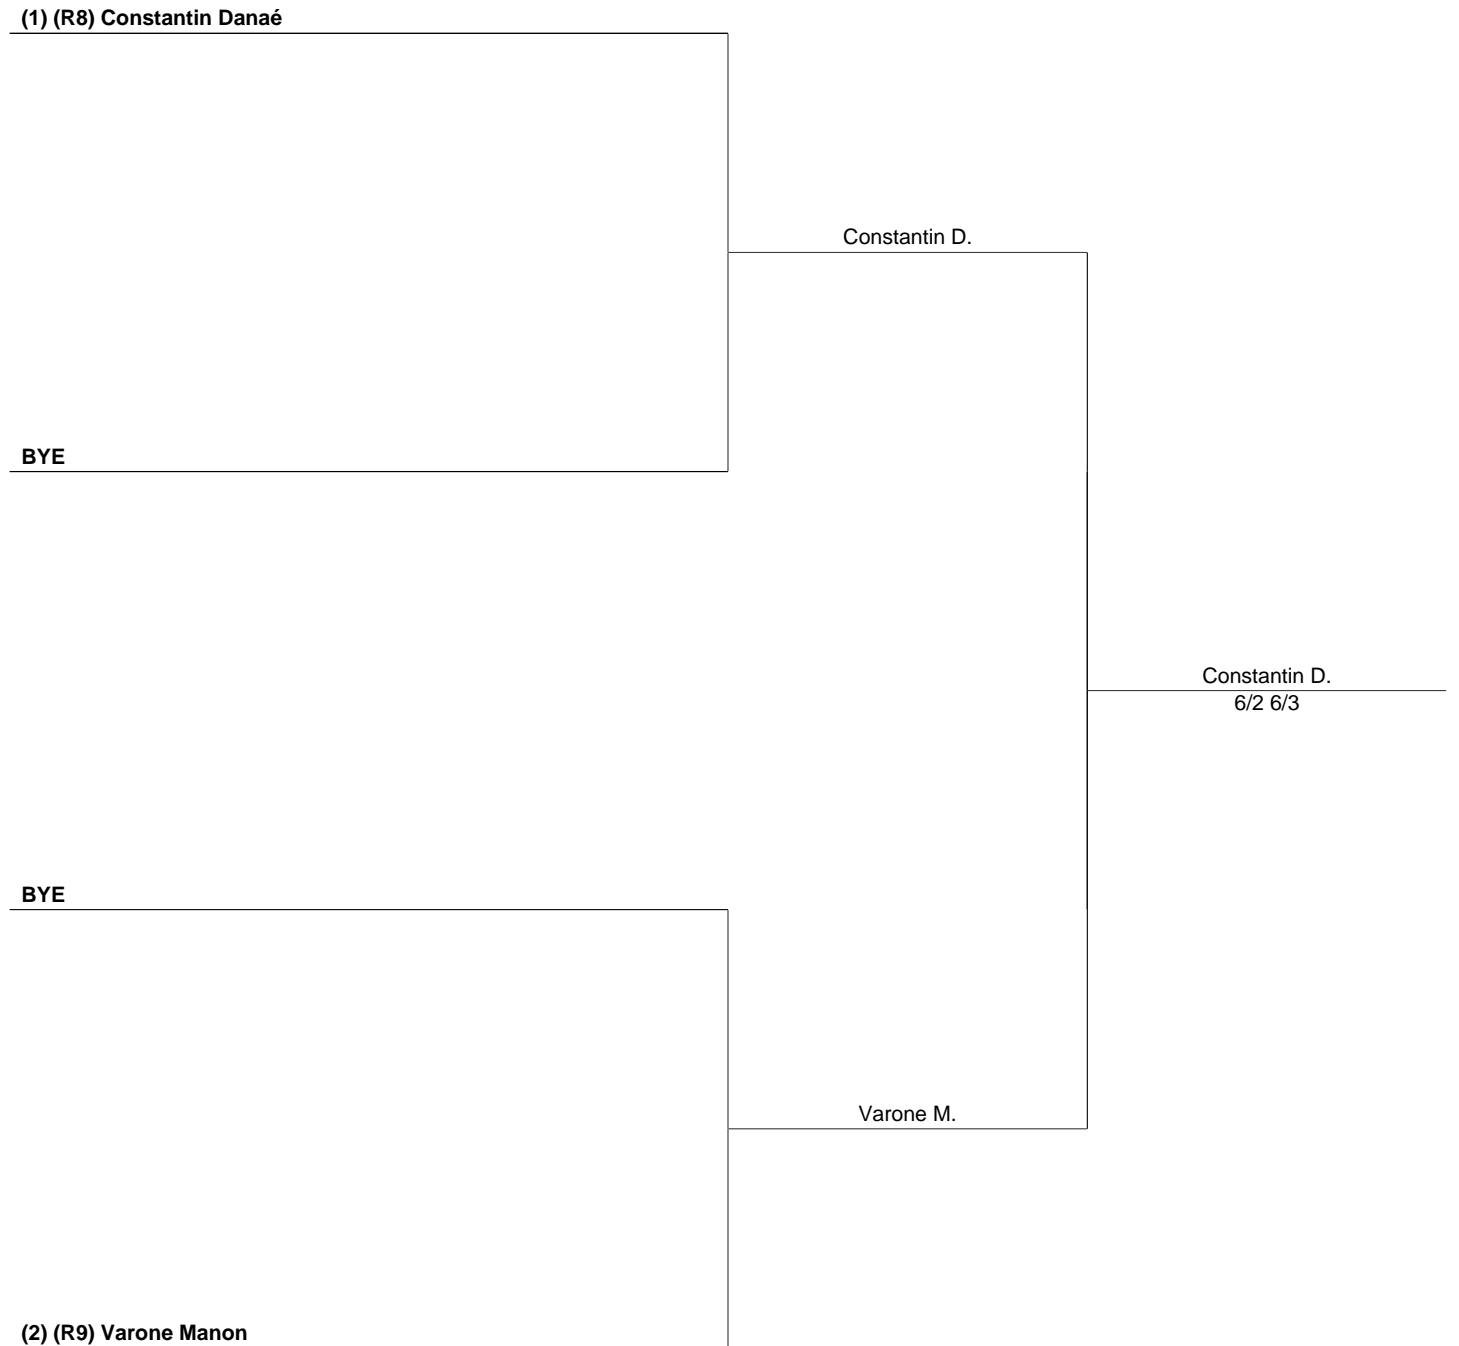 (1) (R8) Constantin Danaé
Constantin D.
BYE
Constantin D.
6/2 6/3
BYE
Varone M.
(2) (R9) Varone Manon